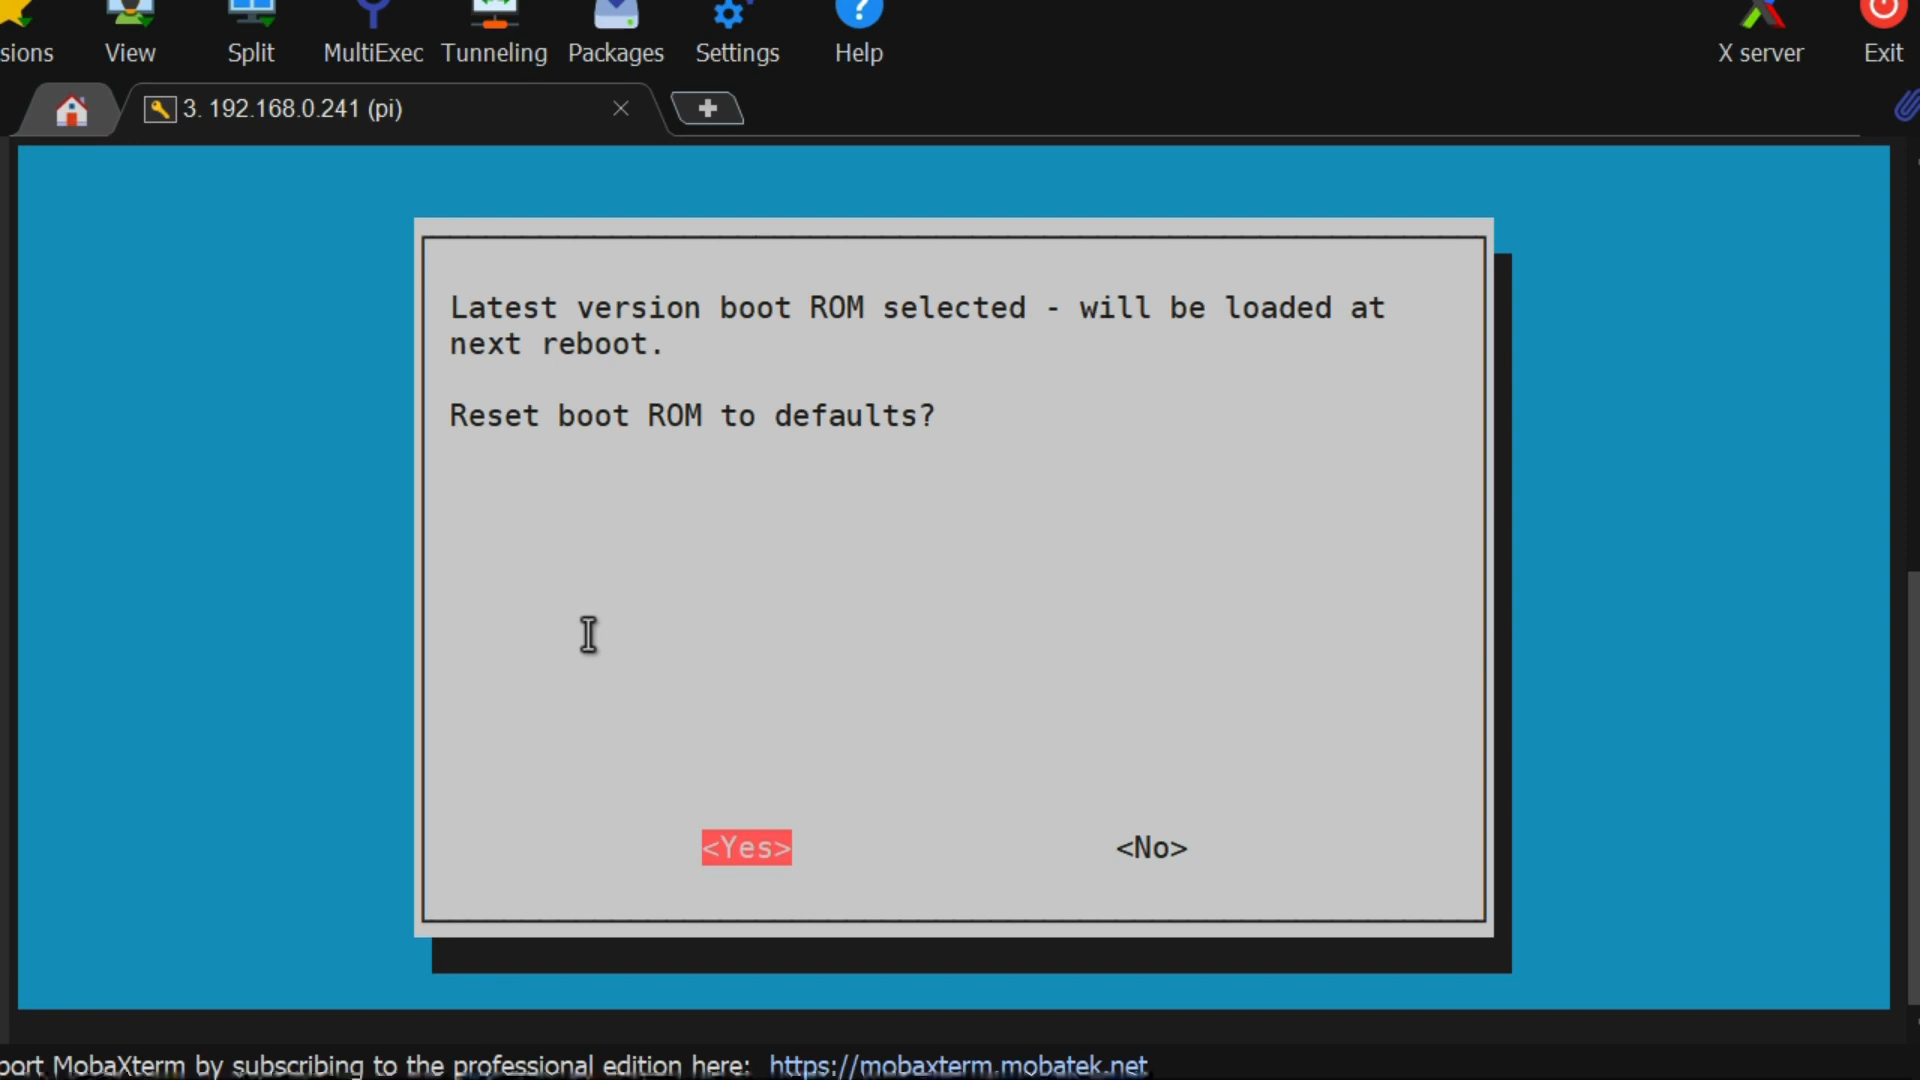 sions View Split MultiExec Tunneling Packages Settings Help X server Exit
3. 192.168.0.241 (pi)
Latest version boot ROM selected - will be loaded at
next reboot.
Reset boot ROM to defaults?
<Yes> <No>
port MobaXterm by subscribing to the professional edition here: https://mobaxterm.mobatek.net